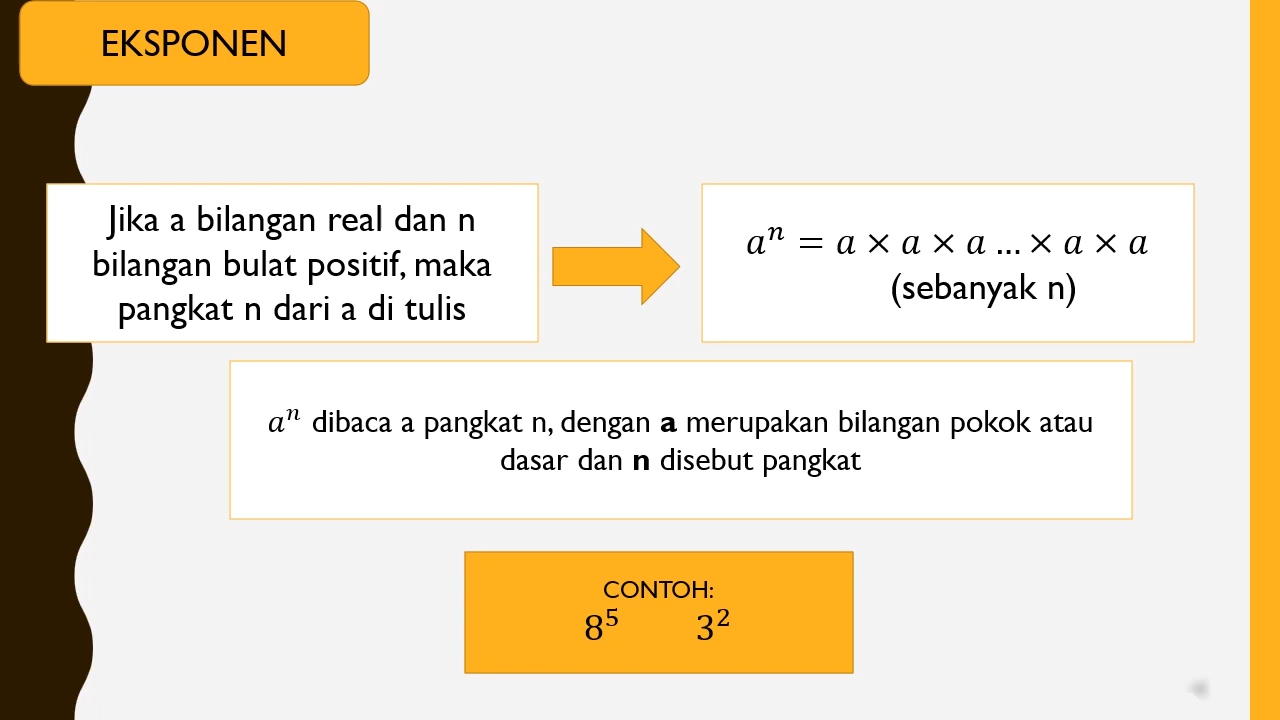 EKSPONEN
Jika a bilangan real dan n
bilangan bulat positif, maka
pangkat n dari a di tulis
aⁿ = a × a × a ... × a × a
(sebanyak n)
aⁿ dibaca a pangkat n, dengan a merupakan bilangan pokok atau
dasar dan n disebut pangkat
CONTOH:
8⁵ 3²